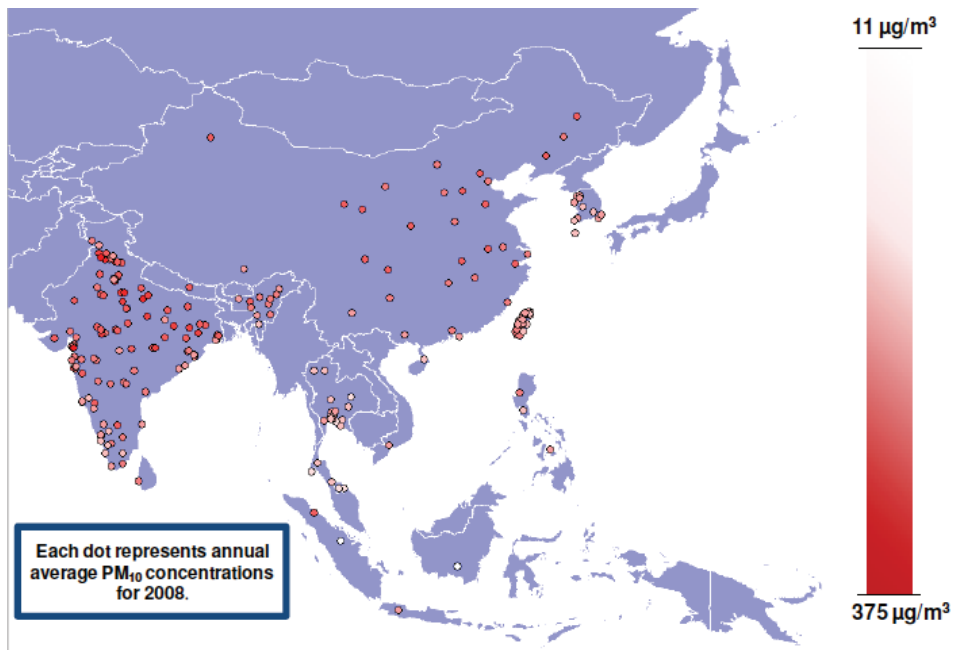 11 µg/m³
Each dot represents annual
average PM₁₀ concentrations
for 2008.
375 µg/m³